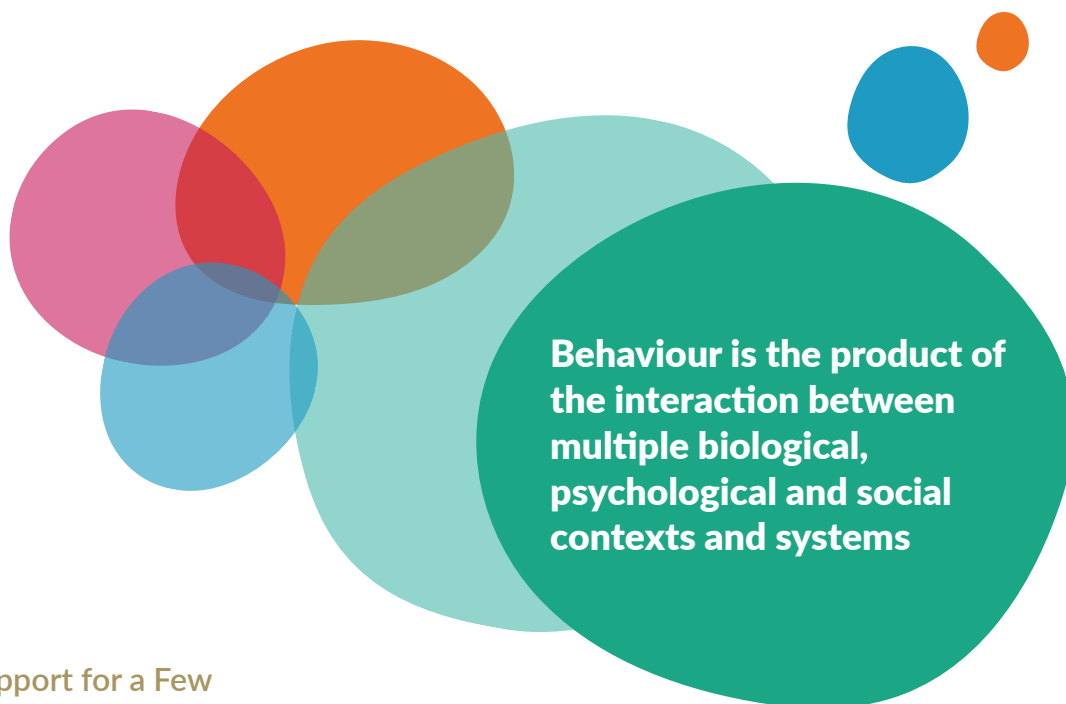 Behaviour is the product of
the interaction between
multiple biological,
psychological and social
contexts and systems
pport for a Few